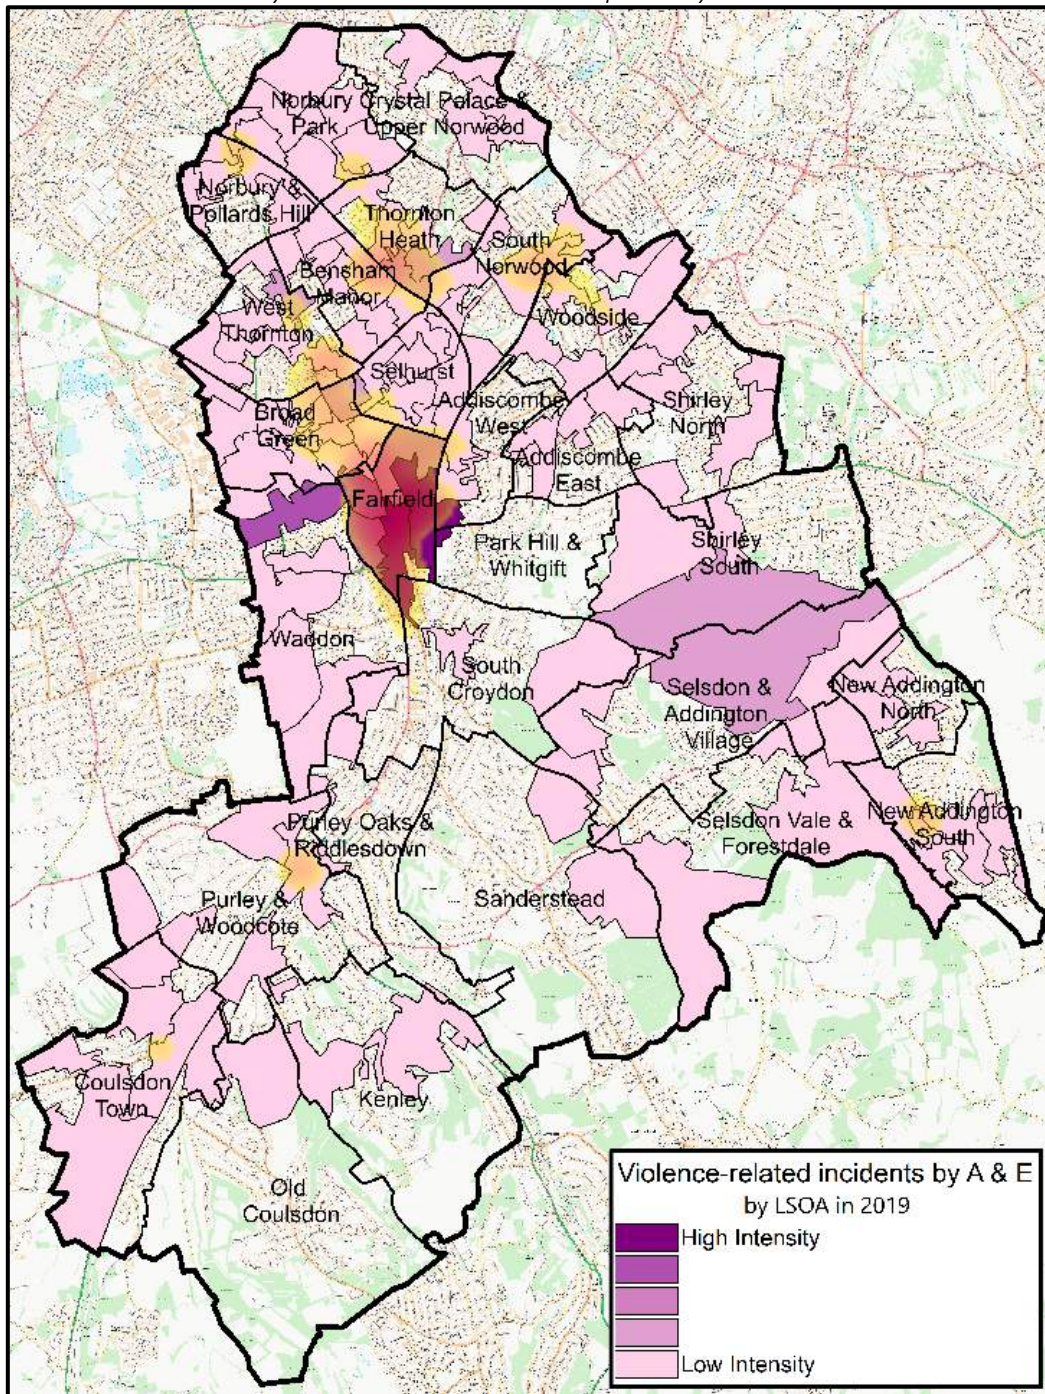 Norbury
Park
Crystal Palace &
Upper Norwood
Norbury &
Pollards Hill
Thornton
Heath
South
Norwood
Bensham
Manor
West
Thornton
Woodside
Selhurst
Broad
Green
Addiscombe
West
Shirley
North
Addiscombe
East
Fairfield
Park Hill &
Whitgift
Shirley
South
Waddon
South
Croydon
Selsdon &
Addington
Village
New Addington
North
Purley Oaks &
Riddlesdown
Selsdon Vale &
Forestdale
New Addington
South
Purley &
Woodcote
Sanderstead
Coulsdon
Town
Kenley
Old
Coulsdon
Violence-related incidents by A & E
by LSOA in 2019
High Intensity
Low Intensity